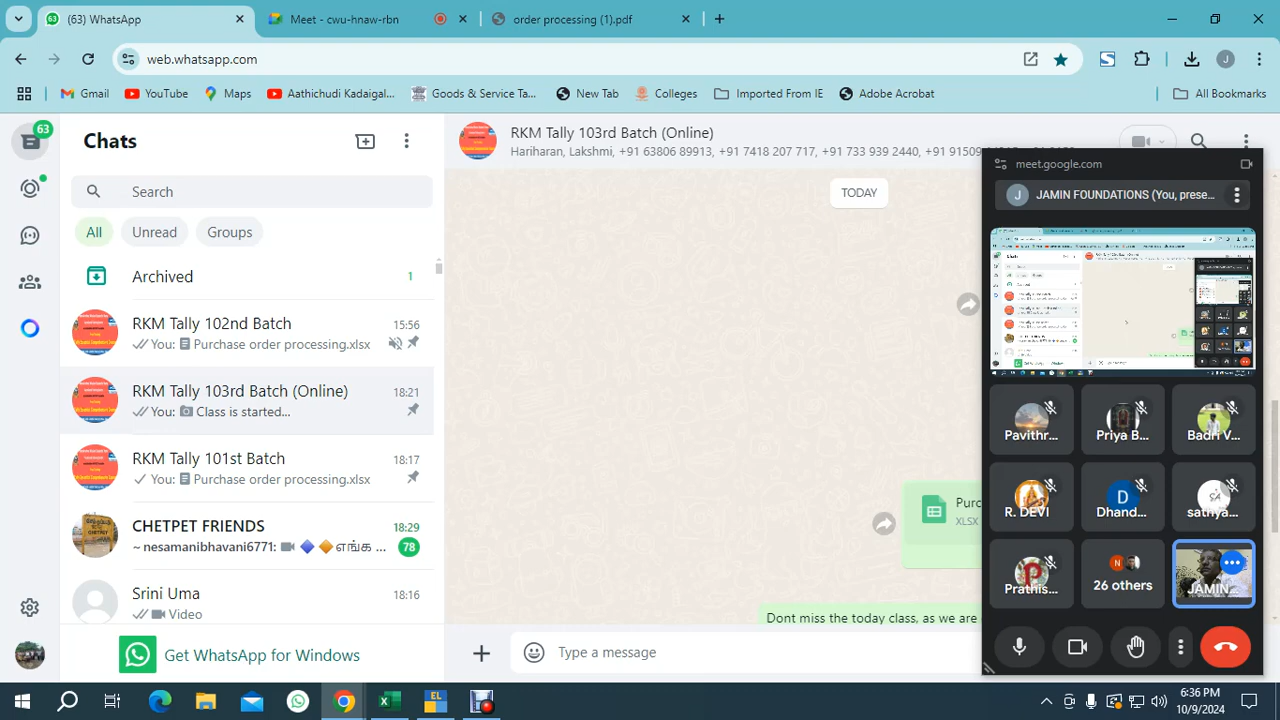 (63) WhatsApp
Meet - cwu-hnaw-rbn
order processing (1).pdf
web.whatsapp.com
J
Gmail
YouTube
Maps
Aathichudi Kadaigal...
Goods & Service Ta...
New Tab
Colleges
Imported From IE
Adobe Acrobat
All Bookmarks
63
Chats
Search
All
Unread
Groups
Archived
1
RKM Tally 102nd Batch
15:56
You: Purchase order processing.xlsx
RKM Tally 103rd Batch (Online)
18:21
You: Class is started...
RKM Tally 101st Batch
18:17
You: Purchase order processing.xlsx
CHETPET FRIENDS
18:29
~ nesamanibhavani6771: 🔷 🔶எங்க ...
78
Srini Uma
18:16
Video
Get WhatsApp for Windows
RKM Tally 103rd Batch (Online)
Hariharan, Lakshmi, +91 63806 89913, +91 7418 207 717, +91 733 939 2440, +91 91509
TODAY
Purc
XLSX
Dont miss the today class, as we are
Type a message
meet.google.com
J
JAMIN FOUNDATIONS (You, prese...
Pavithr...
Priya B...
Badri V...
R. DEVI
D
Dhand...
sathya...
Prathis...
N
26 others
JAMIN...
EL
6:36 PM
10/9/2024